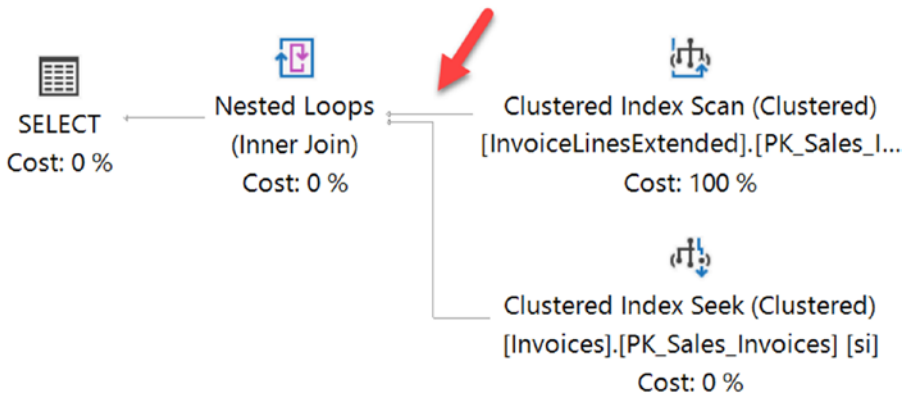 SELECT
Cost: 0 %
Nested Loops
(Inner Join)
Cost: 0 %
Clustered Index Scan (Clustered)
[InvoiceLinesExtended].[PK_Sales_I...
Cost: 100 %
Clustered Index Seek (Clustered)
[Invoices].[PK_Sales_Invoices] [si]
Cost: 0 %